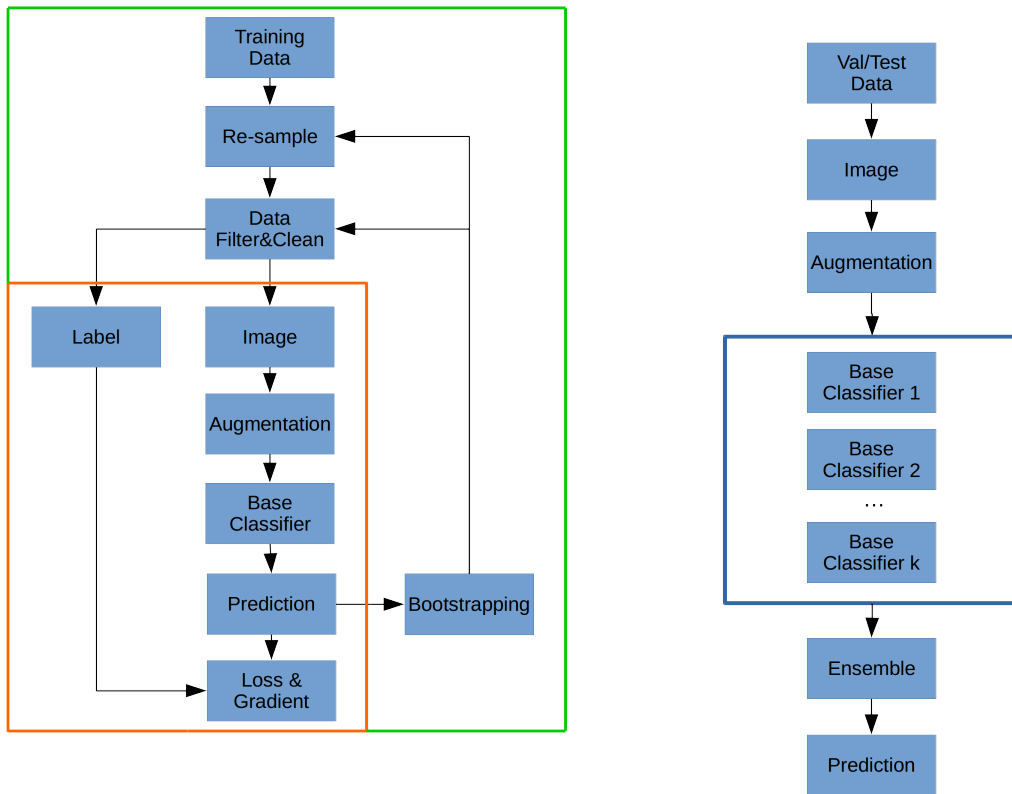 Training
Data
Re-sample
Data
Filter&Clean
Label
Image
Augmentation
Base
Classifier
Prediction
Bootstrapping
Loss &
Gradient
Val/Test
Data
Image
Augmentation
Base
Classifier 1
Base
Classifier 2
...
Base
Classifier k
Ensemble
Prediction